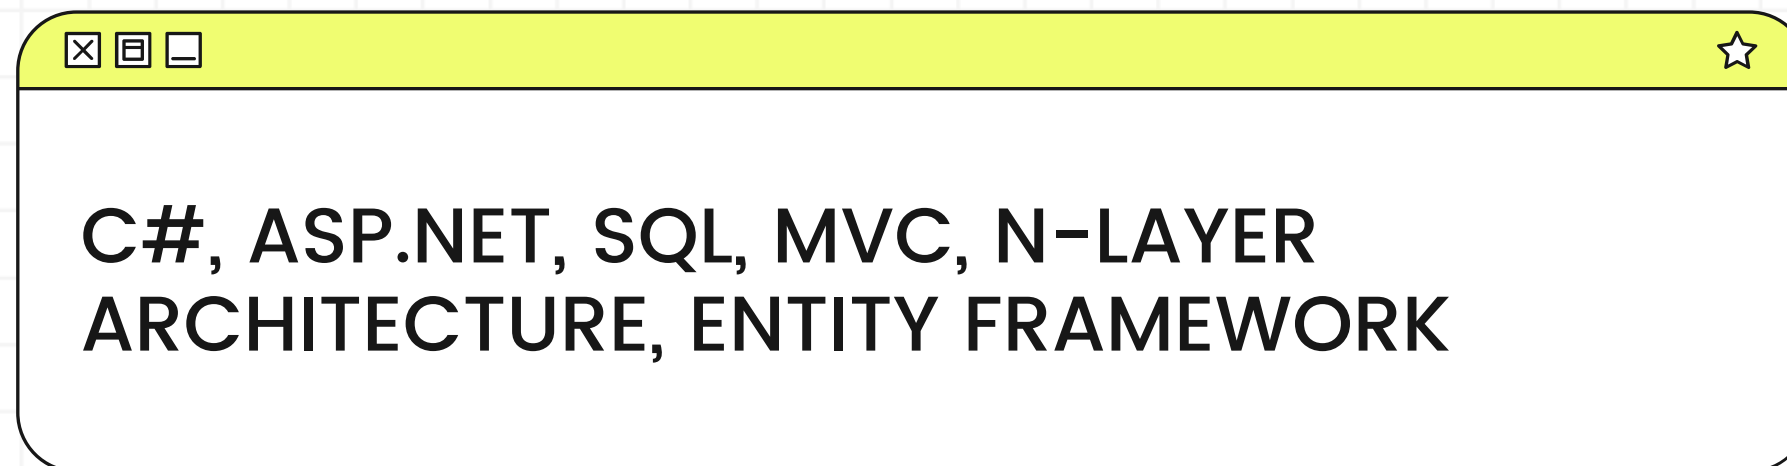 C#, ASP.NET, SQL, MVC, N-LAYER
ARCHITECTURE, ENTITY FRAMEWORK